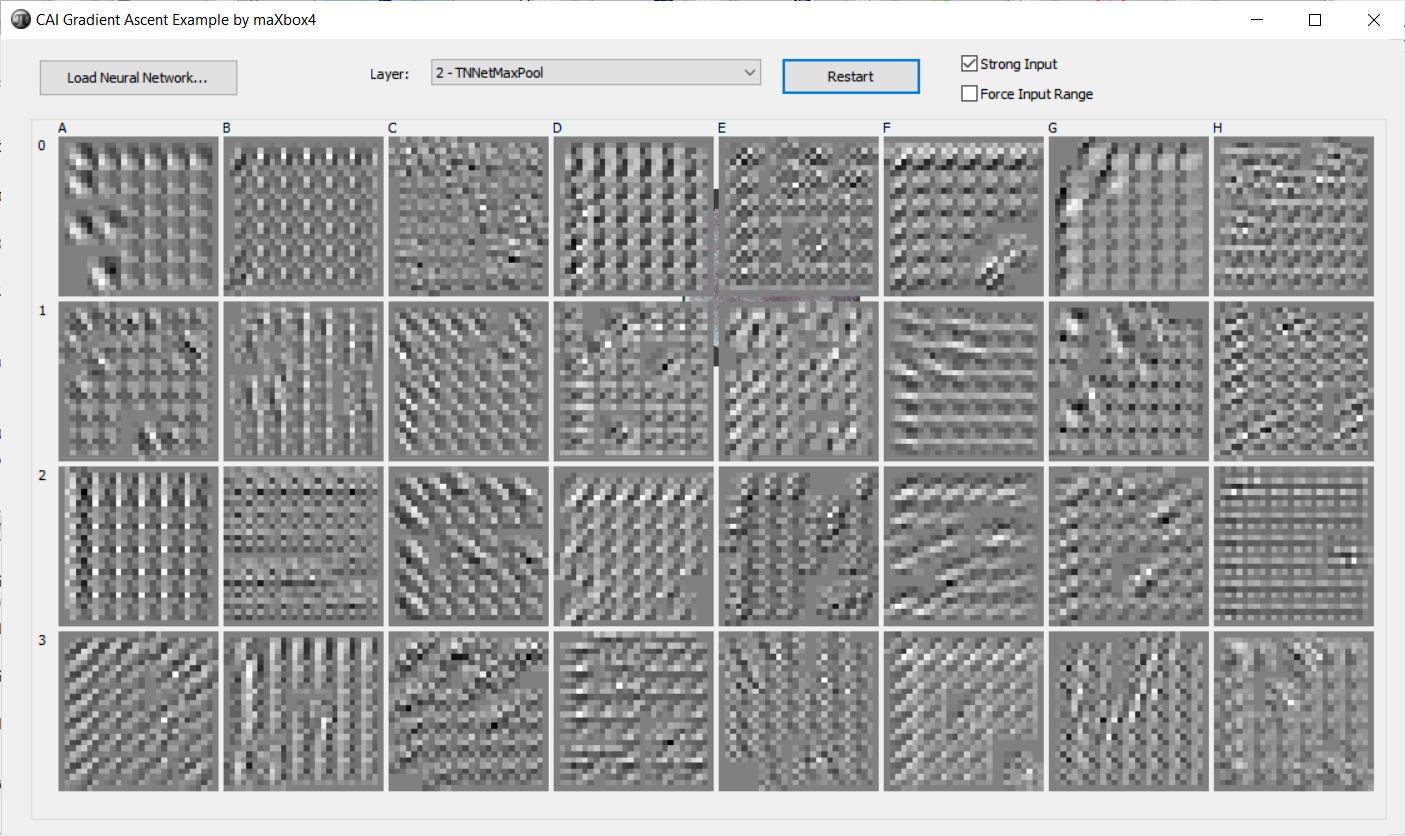 CAI Gradient Ascent Example by maXbox4
Load Neural Network...
Layer:
2 - TNNetMaxPool
Restart
Strong Input
Force Input Range
A B C D E F G H
0
1
2
3